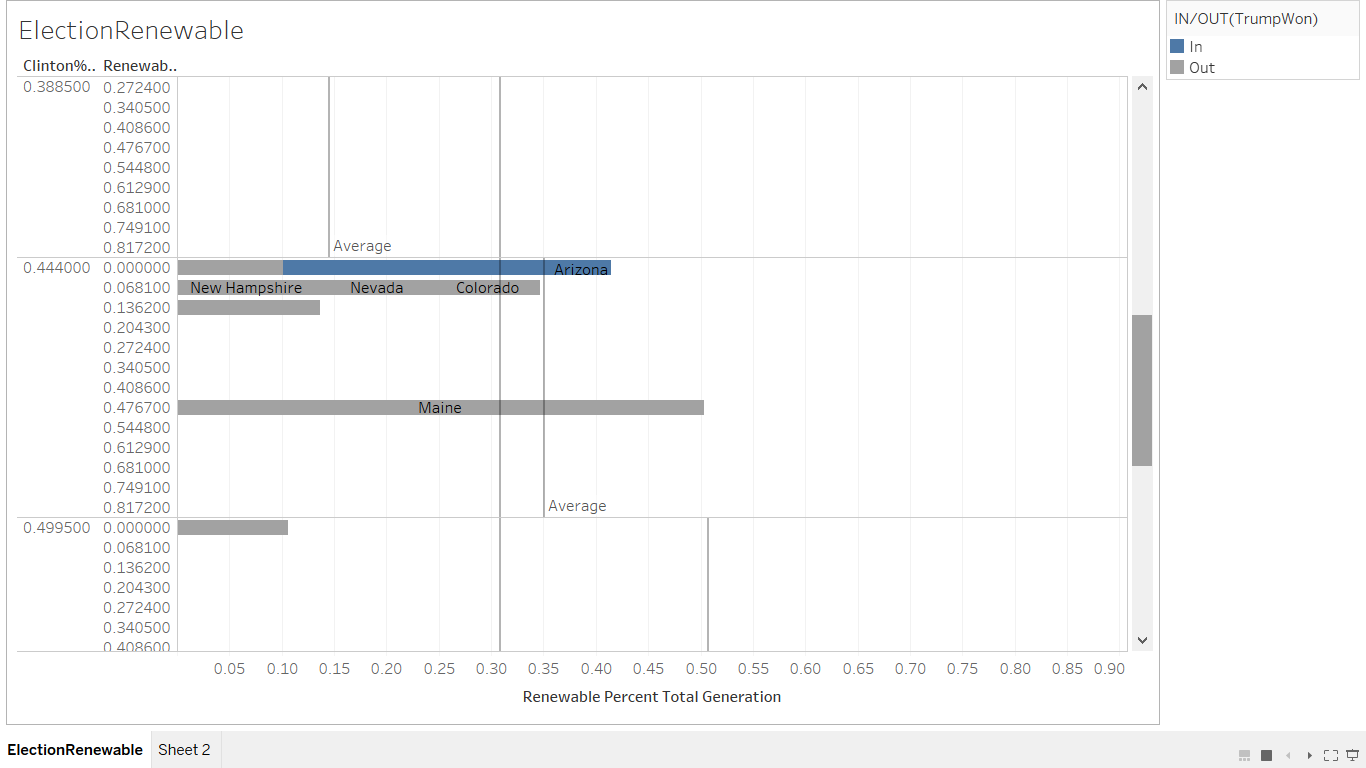 ElectionRenewable
IN/OUT(TrumpWon)
In
Out
Clinton%.. Renewab..
0.388500 0.272400
0.340500
0.408600
0.476700
0.544800
0.612900
0.681000
0.749100
0.817200 Average
0.444000 0.000000 Arizona
0.068100 New Hampshire Nevada Colorado
0.136200
0.204300
0.272400
0.340500
0.408600
0.476700 Maine
0.544800
0.612900
0.681000
0.749100
0.817200 Average
0.499500 0.000000
0.068100
0.136200
0.204300
0.272400
0.340500
0.408600
0.05 0.10 0.15 0.20 0.25 0.30 0.35 0.40 0.45 0.50 0.55 0.60 0.65 0.70 0.75 0.80 0.85 0.90
Renewable Percent Total Generation
ElectionRenewable Sheet 2